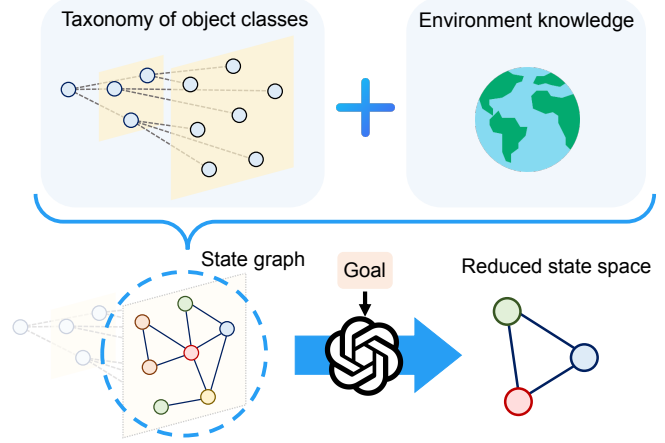 Taxonomy of object classes
Environment knowledge
State graph
Goal
Reduced state space